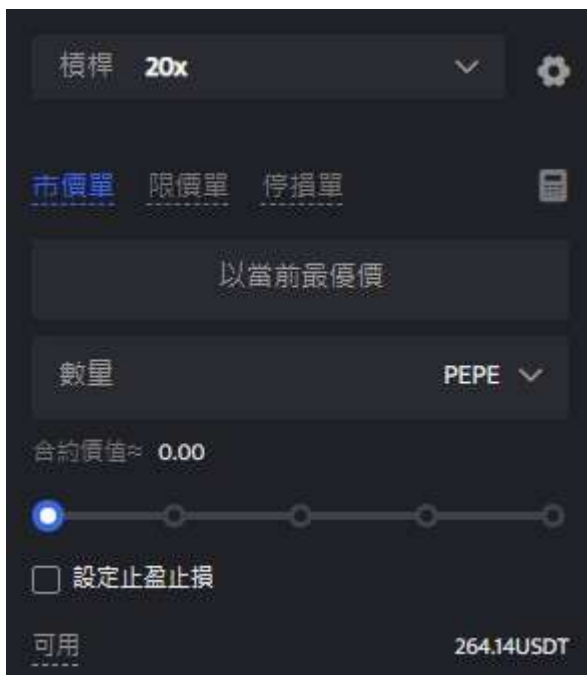 槓桿 20x
市價單 限價單 停損單
以當前最優價
數量 PEPE
合約價值≈ 0.00
設定止盈止損
可用 264.14USDT